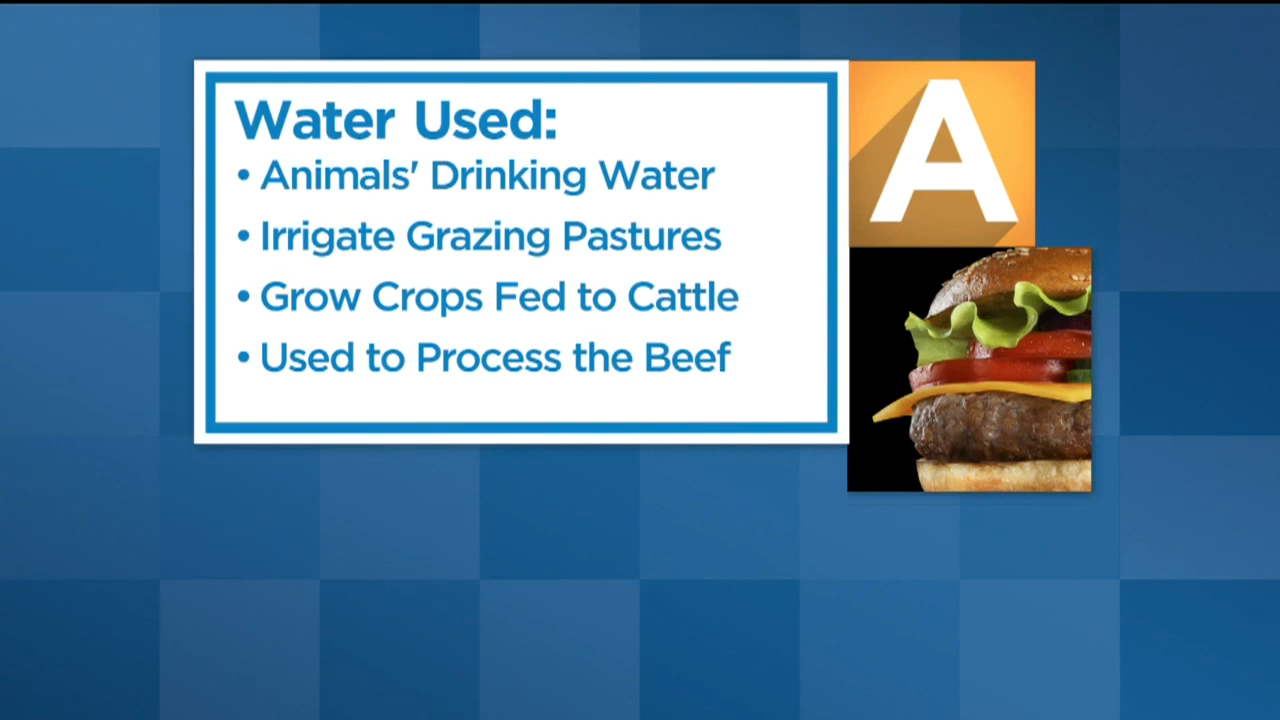 Water Used:
• Animals' Drinking Water
• Irrigate Grazing Pastures
• Grow Crops Fed to Cattle
• Used to Process the Beef
A